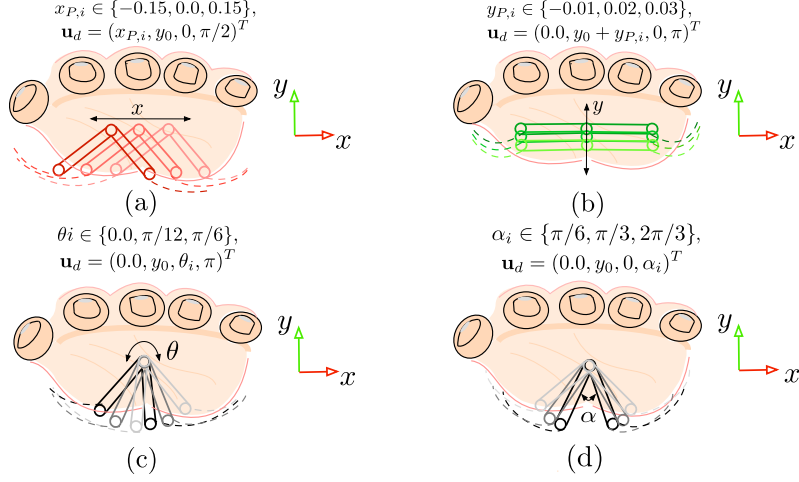 x_{P,i} ∈ {−0.15, 0.0, 0.15},
u_d = (x_{P,i}, y_0, 0, π/2)^T
x
y
x
(a)
y_{P,i} ∈ {−0.01, 0.02, 0.03},
u_d = (0.0, y_0 + y_{P,i}, 0, π)^T
y
y
x
(b)
θi ∈ {0.0, π/12, π/6},
u_d = (0.0, y_0, θ_i, π)^T
θ
y
x
(c)
α_i ∈ {π/6, π/3, 2π/3},
u_d = (0.0, y_0, 0, α_i)^T
α
y
x
(d)